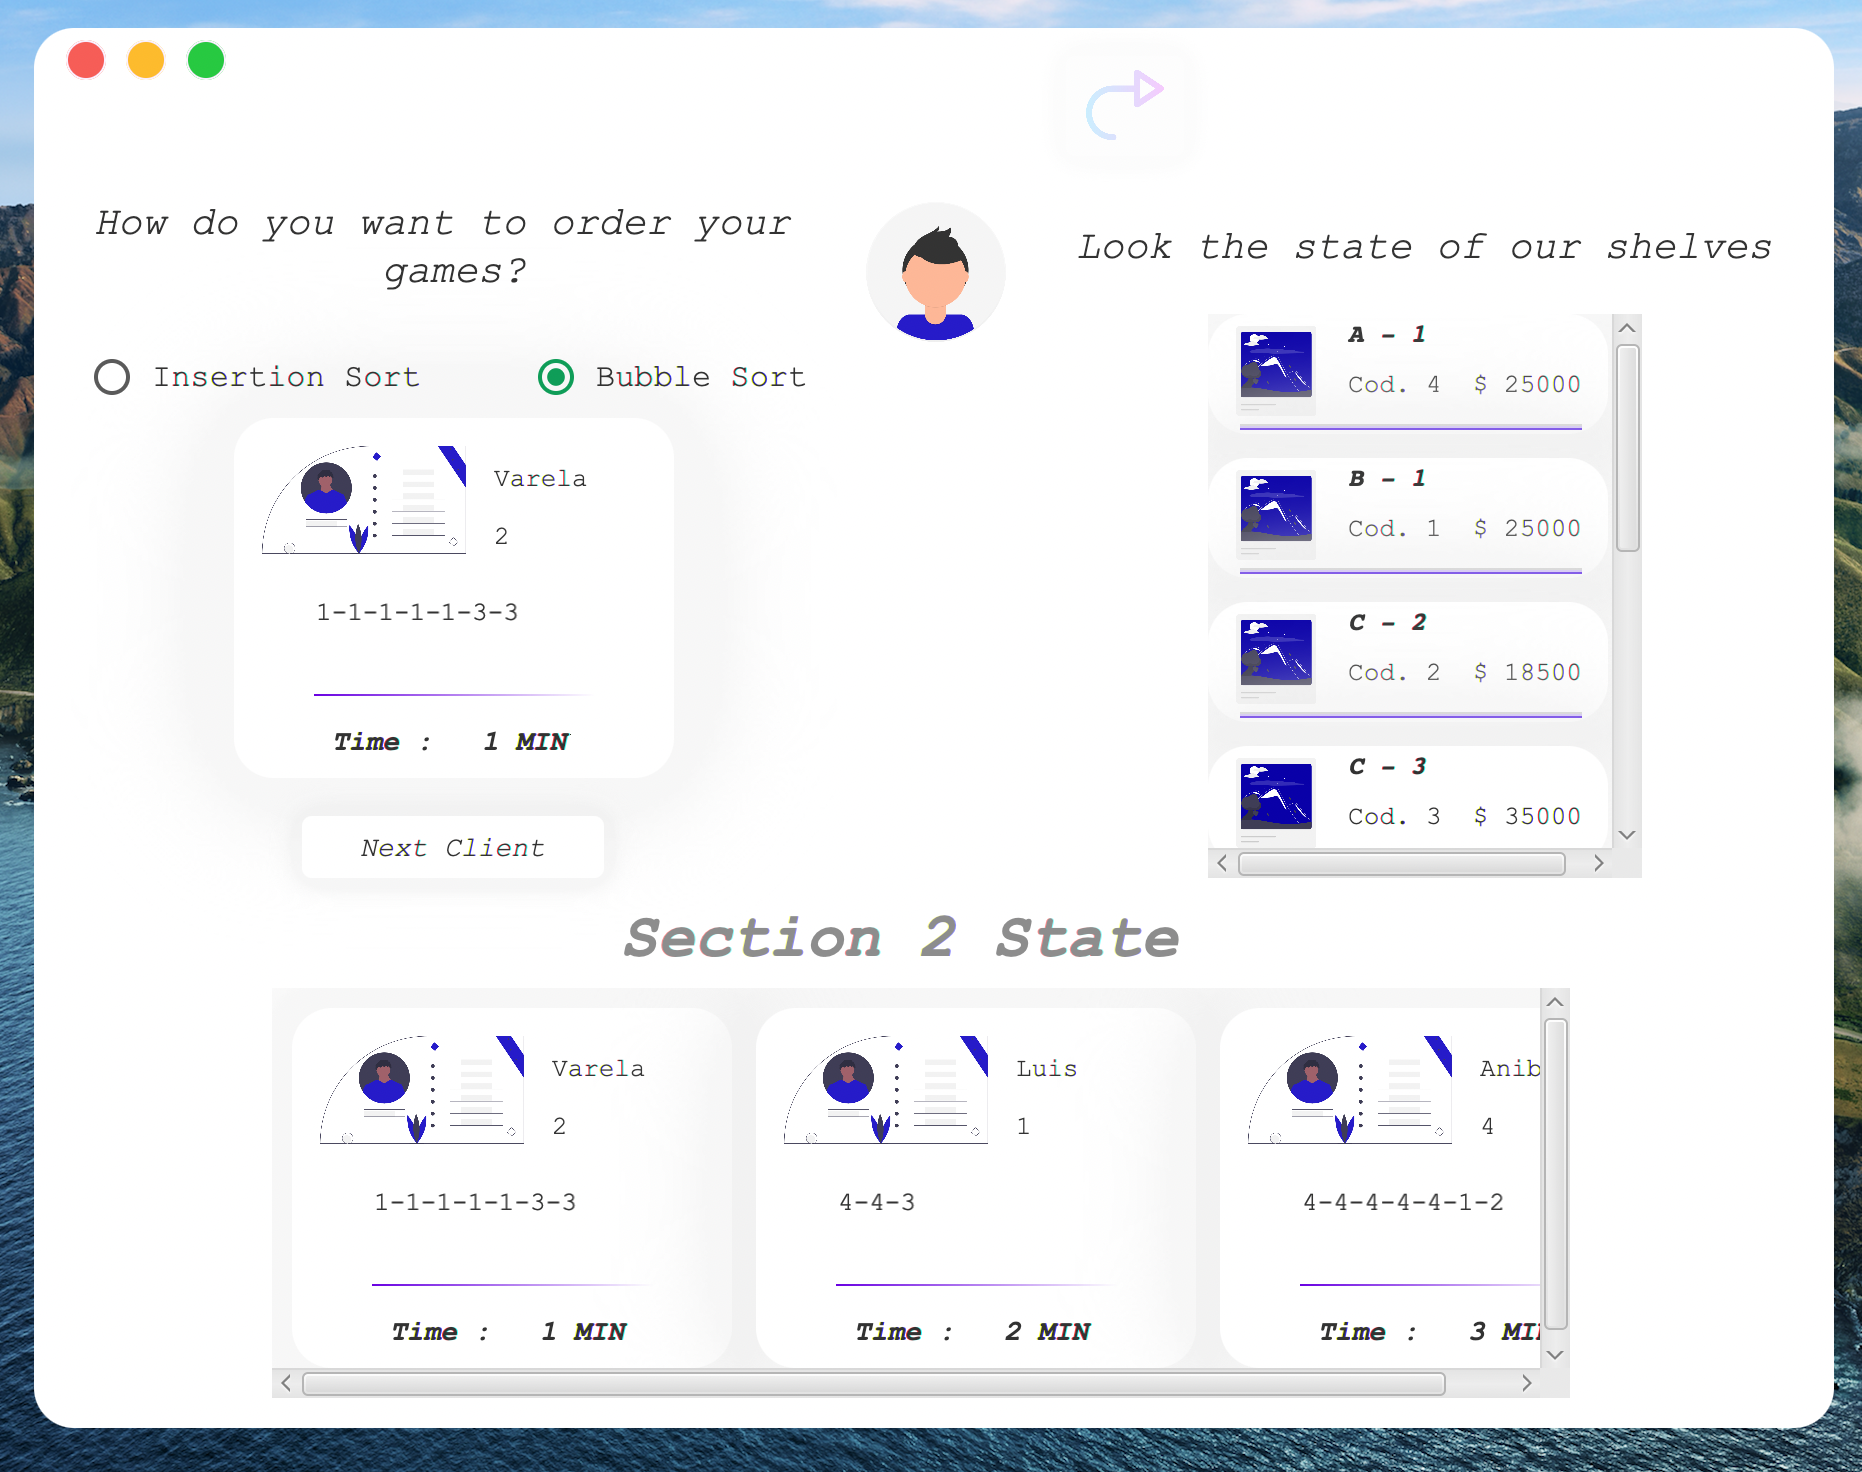 How do you want to order your
games?
Insertion Sort
Bubble Sort
Varela
2
1-1-1-1-1-3-3
Time : 1 MIN
Next Client
Look the state of our shelves
A - 1
Cod. 4 $ 25000
B - 1
Cod. 1 $ 25000
C - 2
Cod. 2 $ 18500
C - 3
Cod. 3 $ 35000
Section 2 State
Varela
2
1-1-1-1-1-3-3
Time : 1 MIN
Luis
1
4-4-3
Time : 2 MIN
Anib
4
4-4-4-4-4-1-2
Time : 3 MI